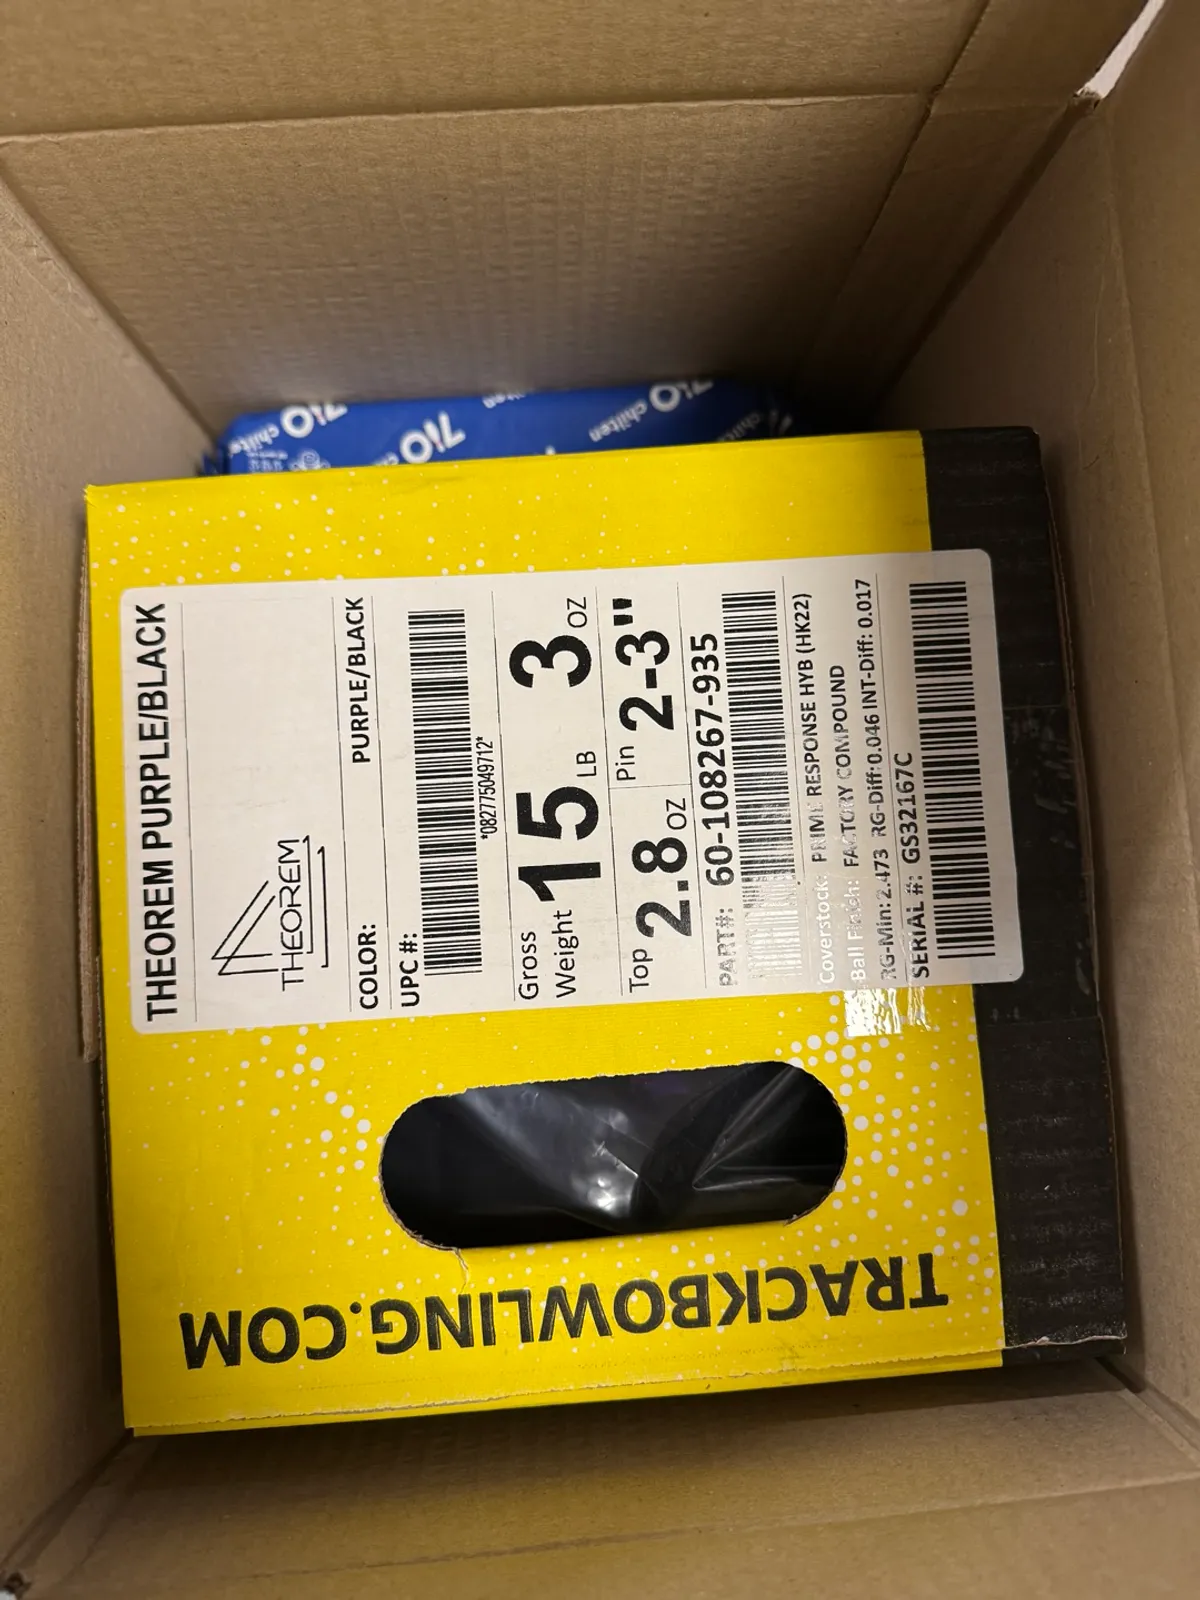 THEOREM PURPLE/BLACK
THEOREM
COLOR: PURPLE/BLACK
UPC #:
*082775049712*
Gross Weight 15 LB 3 OZ
Top 2.8 OZ Pin 2-3"
PART#: 60-108267-935
Coverstock: PRIME RESPONSE HYB (HK22)
Ball Finish: FACTORY COMPOUND
RG-Min: 2.473 RG-Diff: 0.046 INT-Diff: 0.017
SERIAL #: GS32167C
TRACKBOWLING.COM